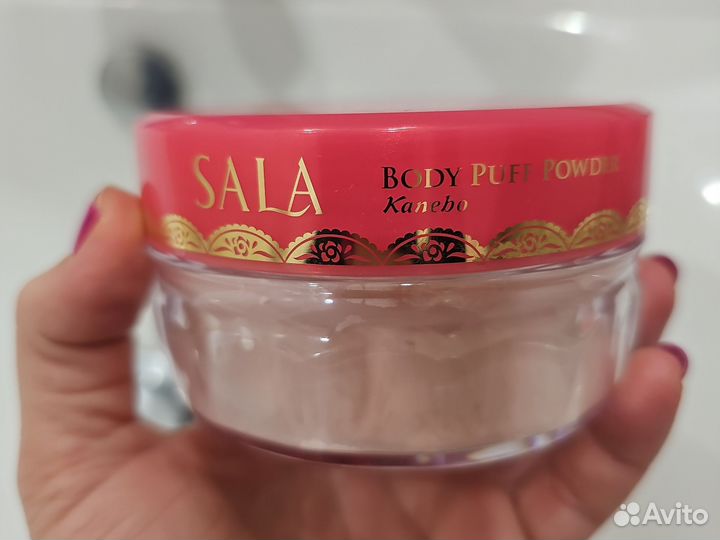 SALA
BODY PUFF POWDER
Kanebo
Avito